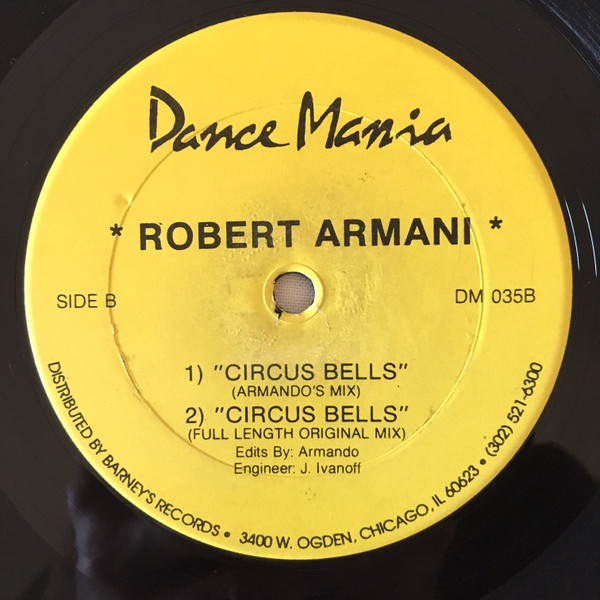 Dance Mania
* ROBERT ARMANI *
SIDE B
DM 035B
1) "CIRCUS BELLS"
(ARMANDO'S MIX)
2) "CIRCUS BELLS"
(FULL LENGTH ORIGINAL MIX)
Edits By: Armando
Engineer: J. Ivanoff
DISTRIBUTED BY BARNEY'S RECORDS • 3400 W. OGDEN, CHICAGO, IL 60623 • (302) 521-6300